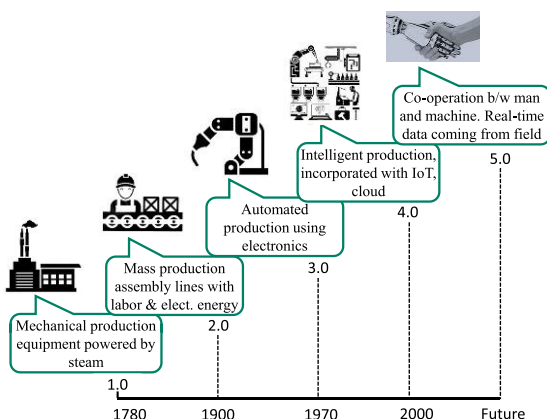 Co-operation b/w man
and machine. Real-time
data coming from field
5.0
Intelligent production,
incorporated with IoT,
cloud
4.0
Automated
production using
electronics
3.0
Mass production
assembly lines with
labor & elect. energy
2.0
Mechanical production
equipment powered by
steam
1.0
1780
1900
1970
2000
Future